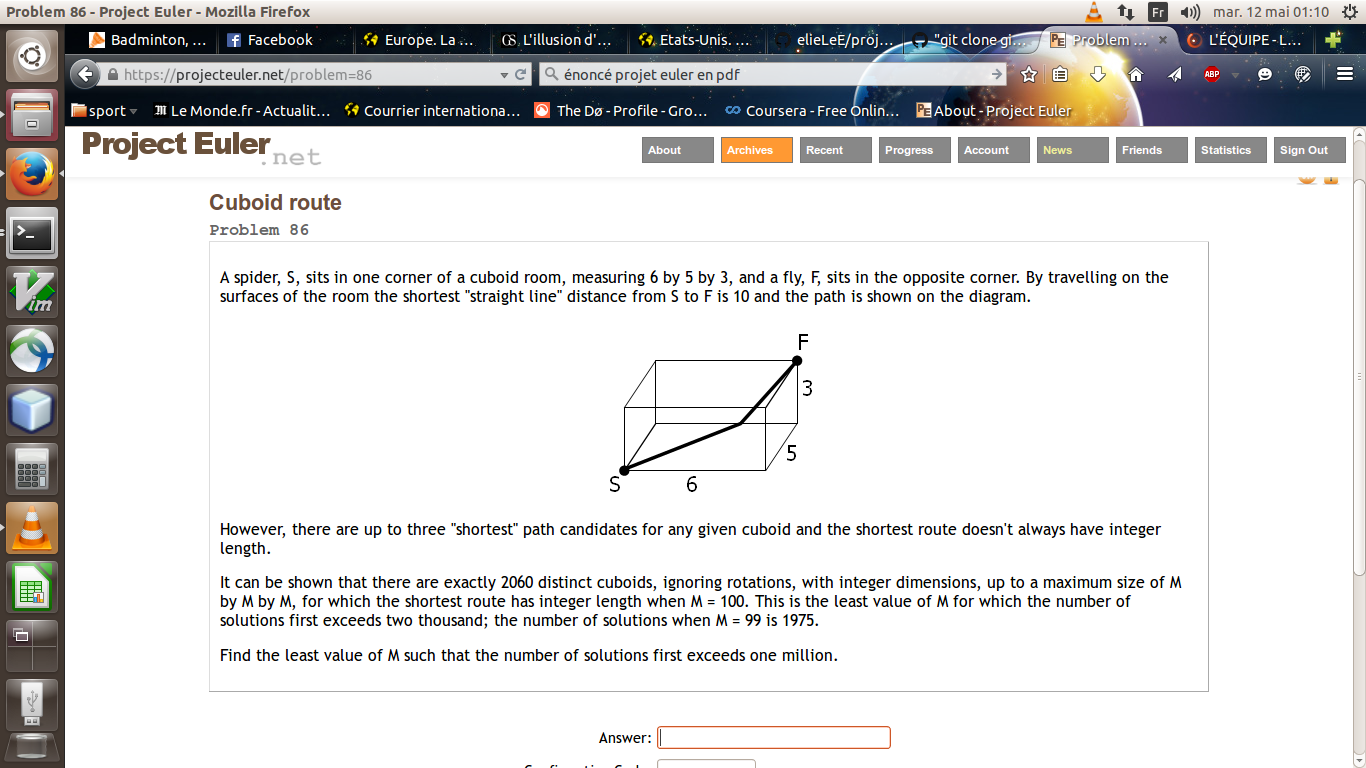 Problem 86 - Project Euler - Mozilla Firefox
Fr
mar. 12 mai 01:10
Badminton, ...
Facebook
Europe. La ...
L'illusion d'...
Etats-Unis. ...
elieLeE/proj...
"git clone gi...
Problem ...
L'ÉQUIPE - L...
https://projecteuler.net/problem=86
énoncé projet euler en pdf
ABP
sport
Le Monde.fr - Actualit...
Courrier internationa...
The Dø - Profile - Gro...
Coursera - Free Onlin...
About - Project Euler
Project Euler
.net
About
Archives
Recent
Progress
Account
News
Friends
Statistics
Sign Out
Cuboid route
Problem 86
A spider, S, sits in one corner of a cuboid room, measuring 6 by 5 by 3, and a fly, F, sits in the opposite corner. By travelling on the
surfaces of the room the shortest "straight line" distance from S to F is 10 and the path is shown on the diagram.
F
3
5
S
6
However, there are up to three "shortest" path candidates for any given cuboid and the shortest route doesn't always have integer
length.
It can be shown that there are exactly 2060 distinct cuboids, ignoring rotations, with integer dimensions, up to a maximum size of M
by M by M, for which the shortest route has integer length when M = 100. This is the least value of M for which the number of
solutions first exceeds two thousand; the number of solutions when M = 99 is 1975.
Find the least value of M such that the number of solutions first exceeds one million.
Answer: